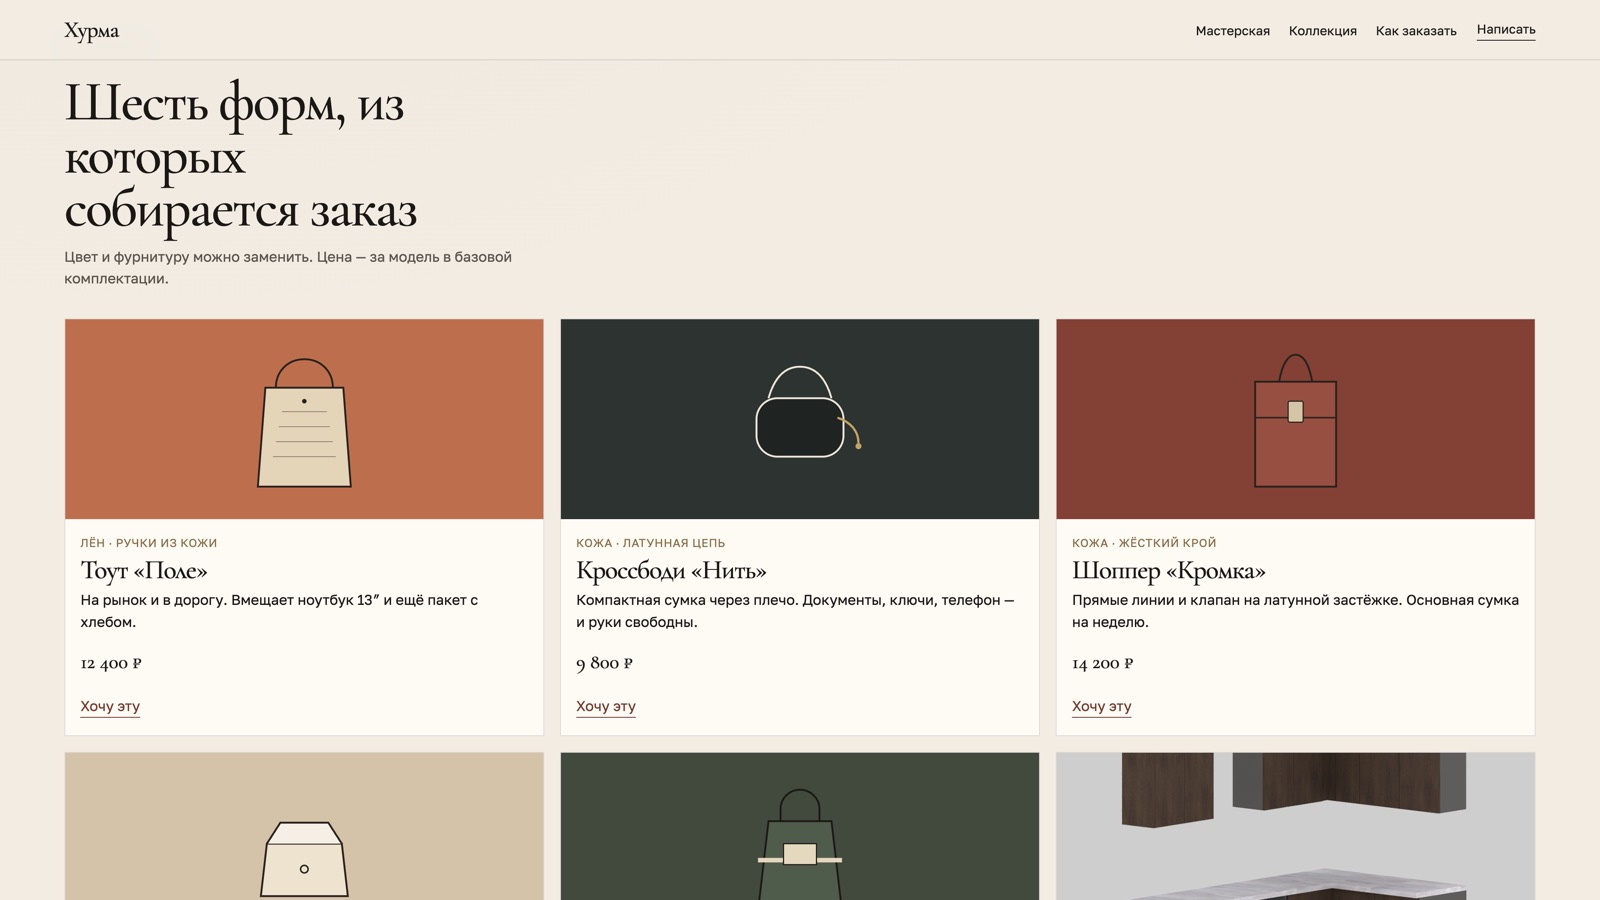 Хурма
Мастерская
Коллекция
Как заказать
Написать
Шесть форм, из
которых
собирается заказ
Цвет и фурнитуру можно заменить. Цена — за модель в базовой
комплектации.
ЛЁН · РУЧКИ ИЗ КОЖИ
Тоут «Поле»
На рынок и в дорогу. Вмещает ноутбук 13″ и ещё пакет с
хлебом.
12 400 ₽
Хочу эту
КОЖА · ЛАТУННАЯ ЦЕПЬ
Кроссбоди «Нить»
Компактная сумка через плечо. Документы, ключи, телефон —
и руки свободны.
9 800 ₽
Хочу эту
КОЖА · ЖЁСТКИЙ КРОЙ
Шоппер «Кромка»
Прямые линии и клапан на латунной застёжке. Основная сумка
на неделю.
14 200 ₽
Хочу эту